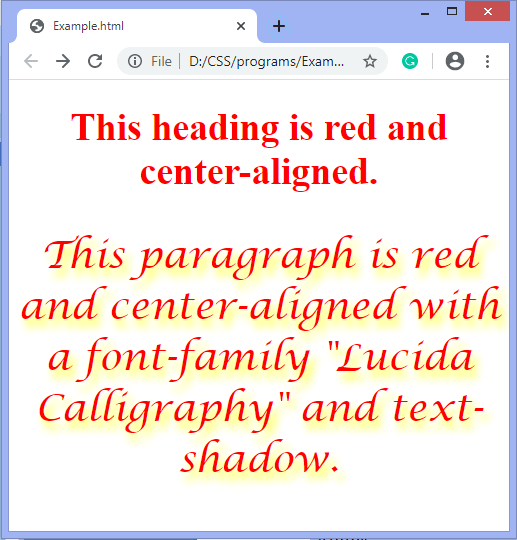 Example.html
File D:/CSS/programs/Exam...
This heading is red and
center-aligned.
This paragraph is red
and center-aligned with
a font-family "Lucida
Calligraphy" and text-
shadow.